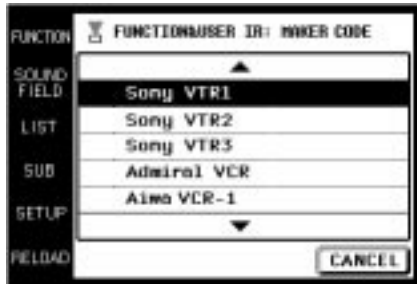 FUNCTION
FUNCTION&USER IR: MAKER CODE
SOUND
FIELD
Sony VTR1
LIST
Sony VTR2
Sony VTR3
SUB
Admiral VCR
Aiwa VCR-1
SETUP
RELOAD
CANCEL